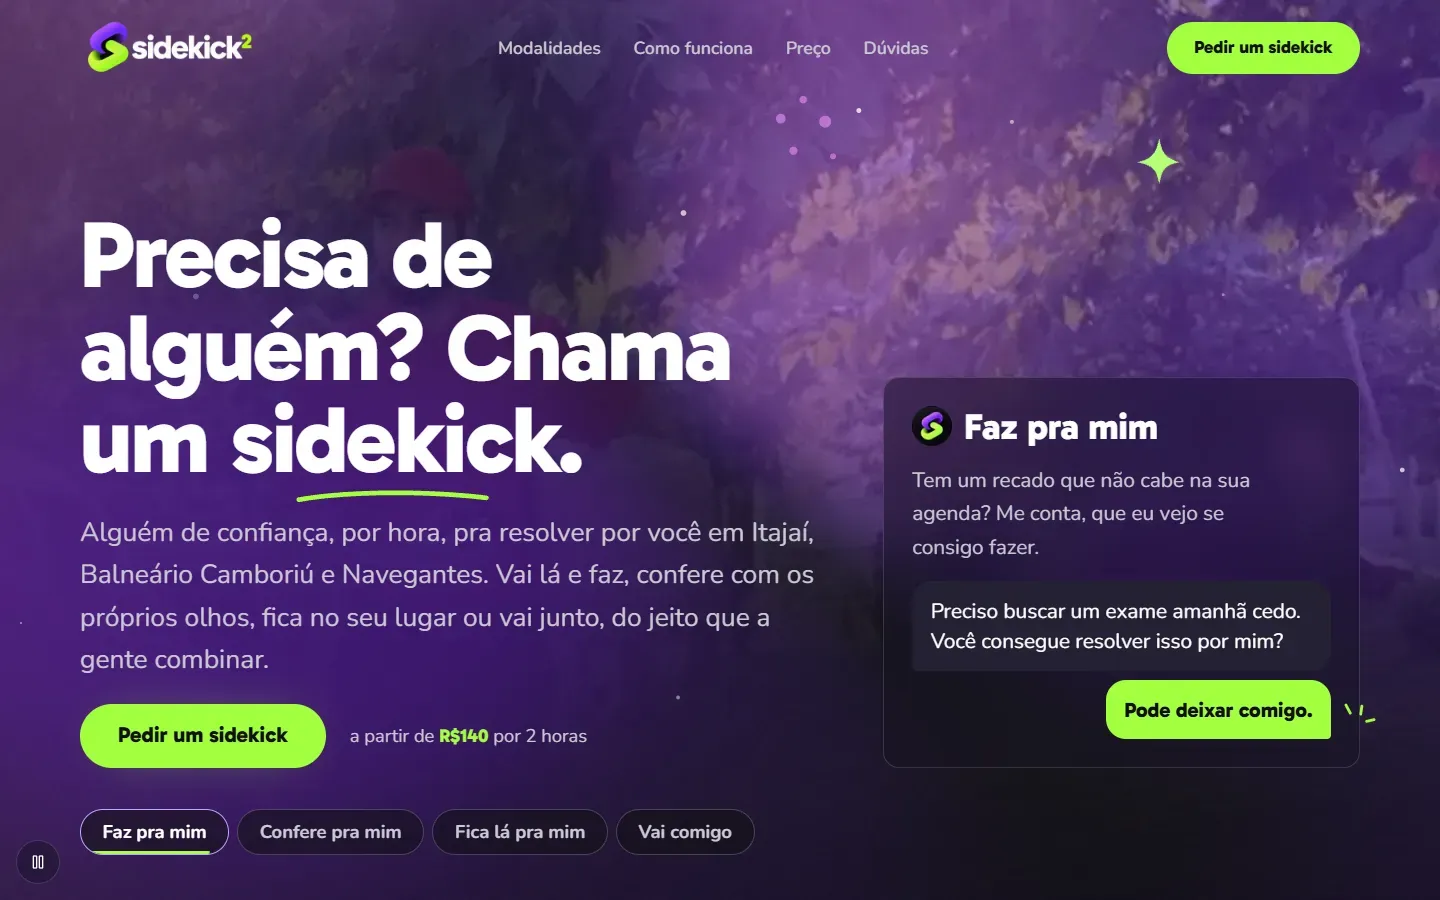 sidekick²
Modalidades
Como funciona
Preço
Dúvidas
Pedir um sidekick
Precisa de
alguém? Chama
um sidekick.
Alguém de confiança, por hora, pra resolver por você em Itajaí,
Balneário Camboriú e Navegantes. Vai lá e faz, confere com os
próprios olhos, fica no seu lugar ou vai junto, do jeito que a
gente combinar.
Pedir um sidekick
a partir de R$140 por 2 horas
Faz pra mim
Confere pra mim
Fica lá pra mim
Vai comigo
Faz pra mim
Tem um recado que não cabe na sua
agenda? Me conta, que eu vejo se
consigo fazer.
Preciso buscar um exame amanhã cedo.
Você consegue resolver isso por mim?
Pode deixar comigo.